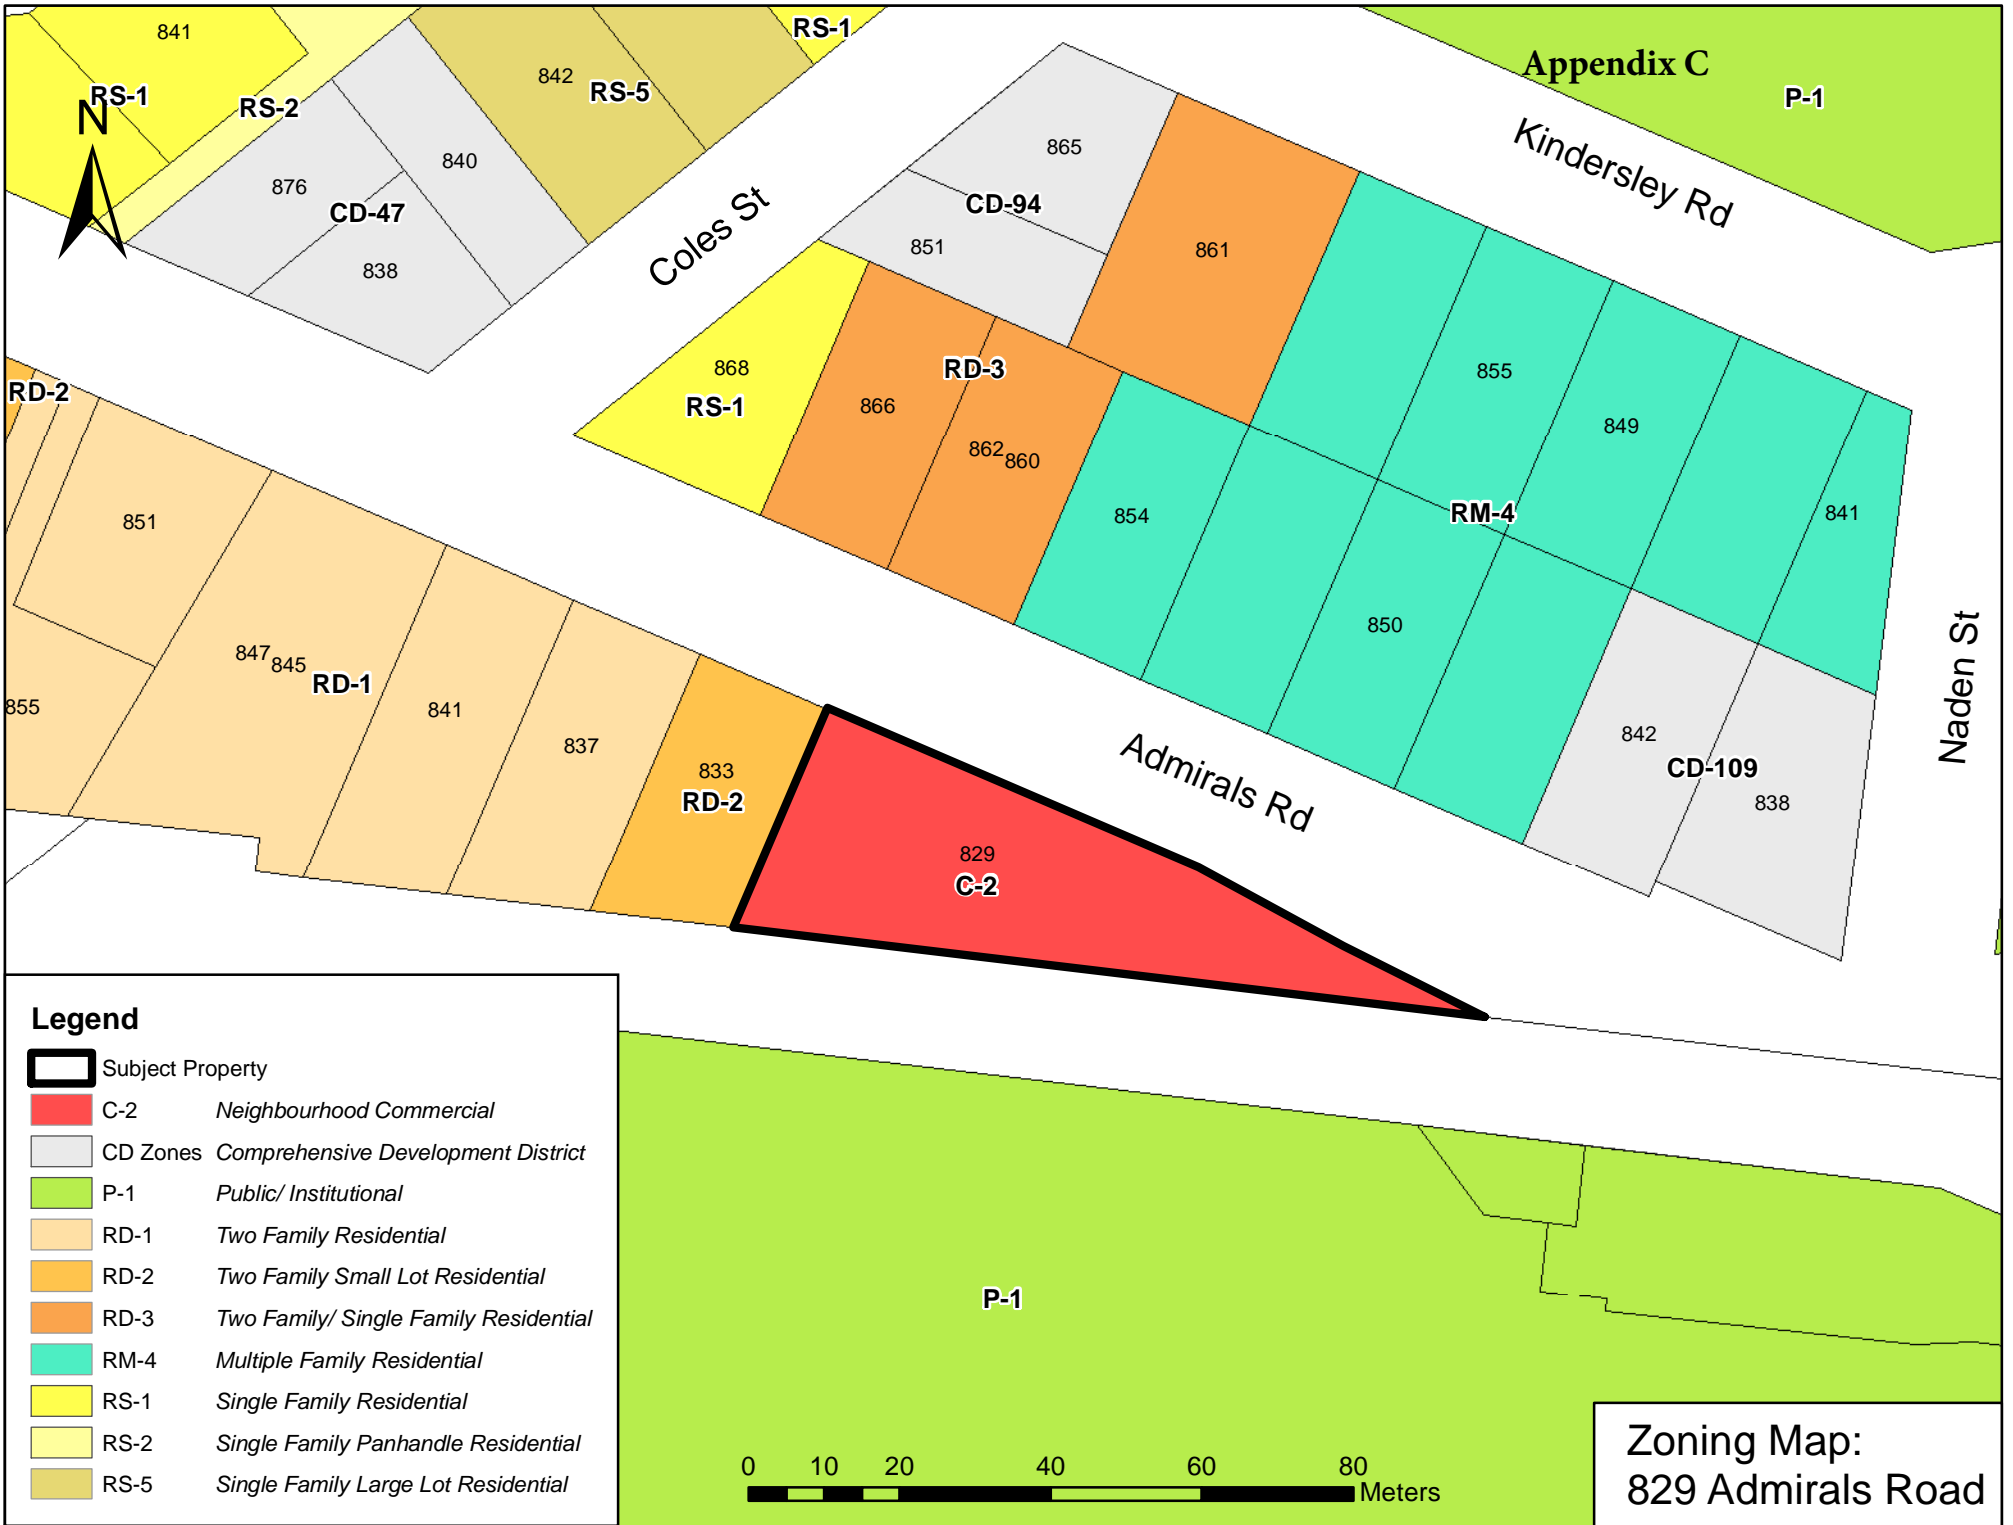 841
RS-1
RS-2
N
842
RS-5
RS-1
Appendix C
P-1
Kindersley Rd
876
840
CD-47
838
Coles St
865
CD-94
851
861
RD-2
868
RS-1
RD-3
866
862
860
855
849
841
RM-4
854
850
851
847
845
RD-1
841
837
855
833
RD-2
829
C-2
Admirals Rd
842
CD-109
838
Naden St
Legend
Subject Property
C-2 Neighbourhood Commercial
CD Zones Comprehensive Development District
P-1 Public/ Institutional
RD-1 Two Family Residential
RD-2 Two Family Small Lot Residential
RD-3 Two Family/ Single Family Residential
RM-4 Multiple Family Residential
RS-1 Single Family Residential
RS-2 Single Family Panhandle Residential
RS-5 Single Family Large Lot Residential
P-1
0 10 20 40 60 80
Meters
Zoning Map:
829 Admirals Road